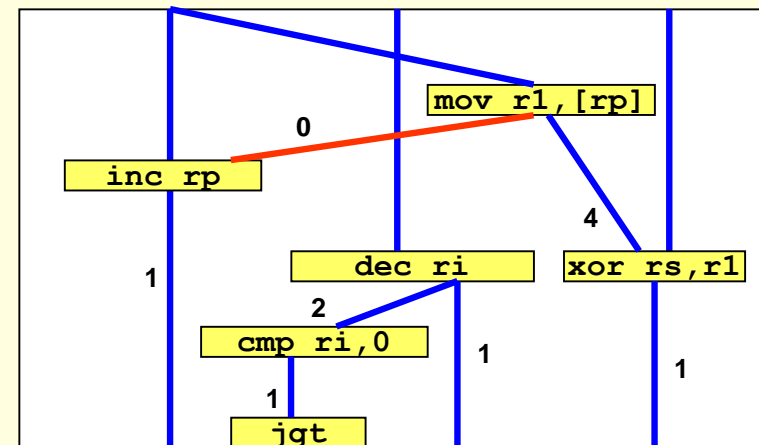 mov r1,[rp]
0
inc rp
4
dec ri
xor rs,r1
1
2
cmp ri,0
1
1
1
jgt